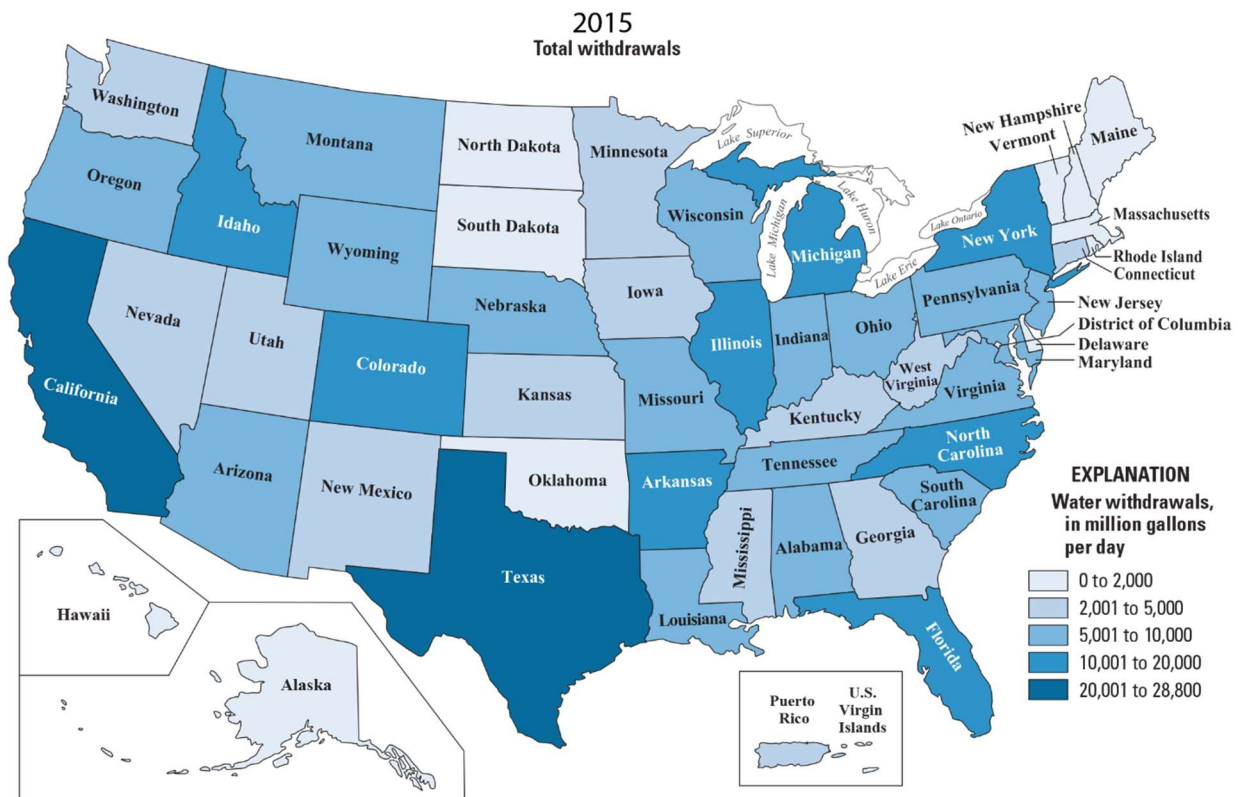 2015
Total withdrawals
Washington
Oregon
Idaho
Montana
Wyoming
North Dakota
South Dakota
Minnesota
Lake Superior
Wisconsin
Lake Michigan
Michigan
Lake Huron
Lake Erie
Lake Ontario
New York
New Hampshire
Vermont
Maine
Massachusetts
Rhode Island
Connecticut
Pennsylvania
New Jersey
District of Columbia
Delaware
Maryland
California
Nevada
Utah
Colorado
Nebraska
Iowa
Kansas
Missouri
Illinois
Indiana
Ohio
West
Virginia
Virginia
Kentucky
Arizona
New Mexico
Oklahoma
Texas
Arkansas
Tennessee
North
Carolina
South
Carolina
Louisiana
Mississippi
Alabama
Georgia
Florida
Hawaii
Alaska
Puerto
Rico
U.S.
Virgin
Islands
EXPLANATION
Water withdrawals,
in million gallons
per day
0 to 2,000
2,001 to 5,000
5,001 to 10,000
10,001 to 20,000
20,001 to 28,800